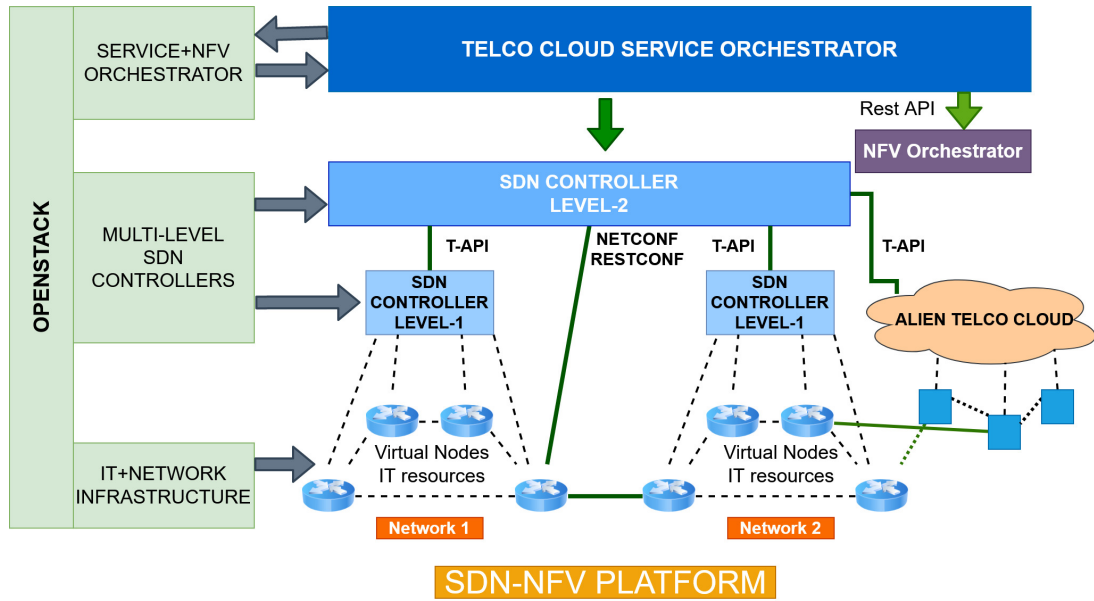 OPENSTACK
SERVICE+NFV
ORCHESTRATOR
TELCO CLOUD SERVICE ORCHESTRATOR
Rest API
NFV Orchestrator
MULTI-LEVEL
SDN
CONTROLLERS
SDN CONTROLLER
LEVEL-2
T-API
NETCONF
RESTCONF
T-API
T-API
SDN
CONTROLLER
LEVEL-1
SDN
CONTROLLER
LEVEL-1
ALIEN TELCO CLOUD
IT+NETWORK
INFRASTRUCTURE
Virtual Nodes
IT resources
Virtual Nodes
IT resources
Network 1
Network 2
SDN-NFV PLATFORM